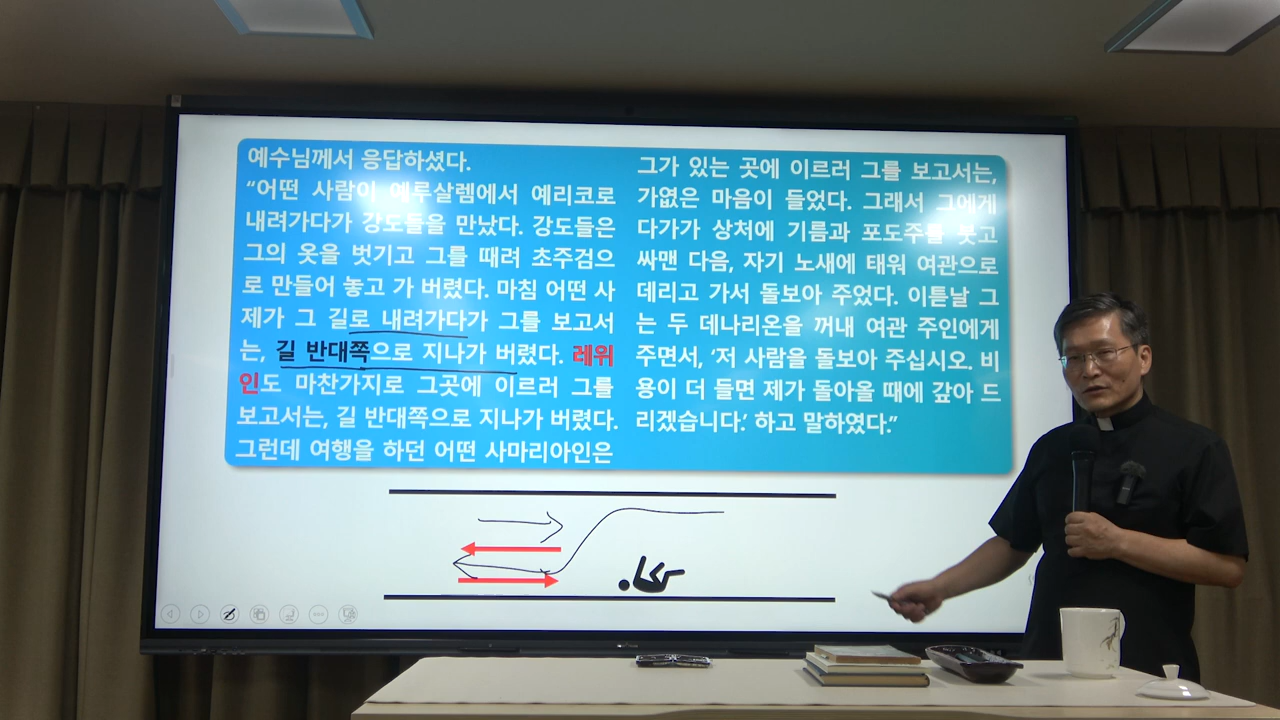 예수님께서 응답하셨다.
“어떤 사람이 예루살렘에서 예리코로
내려가다가 강도들을 만났다. 강도들은
그의 옷을 벗기고 그를 때려 초주검으
로 만들어 놓고 가 버렸다. 마침 어떤 사
제가 그 길로 내려가다가 그를 보고서
는, 길 반대쪽으로 지나가 버렸다. 레위
인도 마찬가지로 그곳에 이르러 그를
보고서는, 길 반대쪽으로 지나가 버렸다.
그런데 여행을 하던 어떤 사마리아인은
그가 있는 곳에 이르러 그를 보고서는,
가엾은 마음이 들었다. 그래서 그에게
다가가 상처에 기름과 포도주를 붓고
싸맨 다음, 자기 노새에 태워 여관으로
데리고 가서 돌보아 주었다. 이튿날 그
는 두 데나리온을 꺼내 여관 주인에게
주면서, ‘저 사람을 돌보아 주십시오. 비
용이 더 들면 제가 돌아올 때에 갚아 드
리겠습니다.’ 하고 말하였다.”